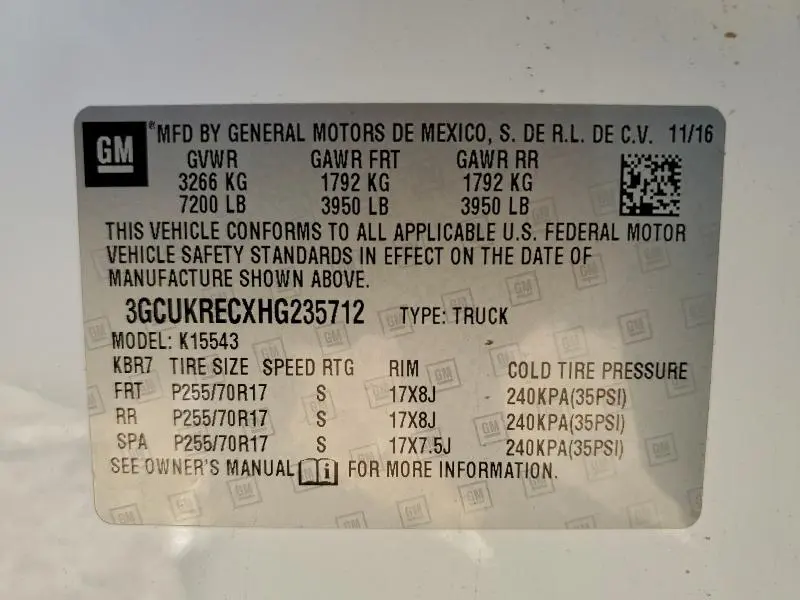 GM ®MFD BY GENERAL MOTORS DE MEXICO, S. DE R.L. DE C.V. 11/16
GVWR GAWR FRT GAWR RR
3266 KG 1792 KG 1792 KG
7200 LB 3950 LB 3950 LB
THIS VEHICLE CONFORMS TO ALL APPLICABLE U.S. FEDERAL MOTOR
VEHICLE SAFETY STANDARDS IN EFFECT ON THE DATE OF
MANUFACTURE SHOWN ABOVE.
3GCUKRECXHG235712 TYPE: TRUCK
MODEL: K15543
KBR7 TIRE SIZE SPEED RTG RIM COLD TIRE PRESSURE
FRT P255/70R17 S 17X8J 240KPA(35PSI)
RR P255/70R17 S 17X8J 240KPA(35PSI)
SPA P255/70R17 S 17X7.5J 240KPA(35PSI)
SEE OWNER'S MANUAL i FOR MORE INFORMATION.